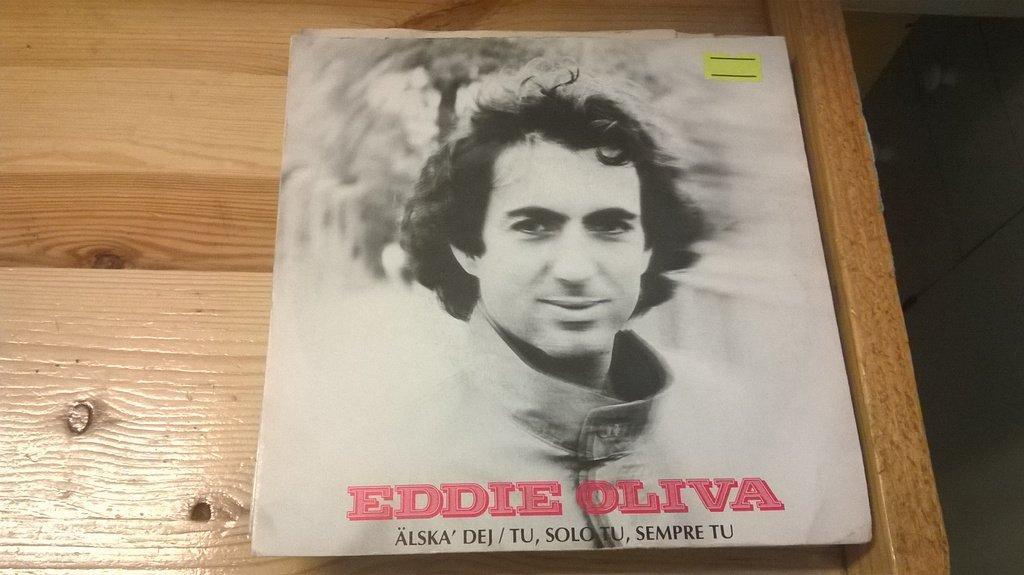 EDDIE OLIVA
ÄLSKA' DEJ / TU, SOLO TU, SEMPRE TU